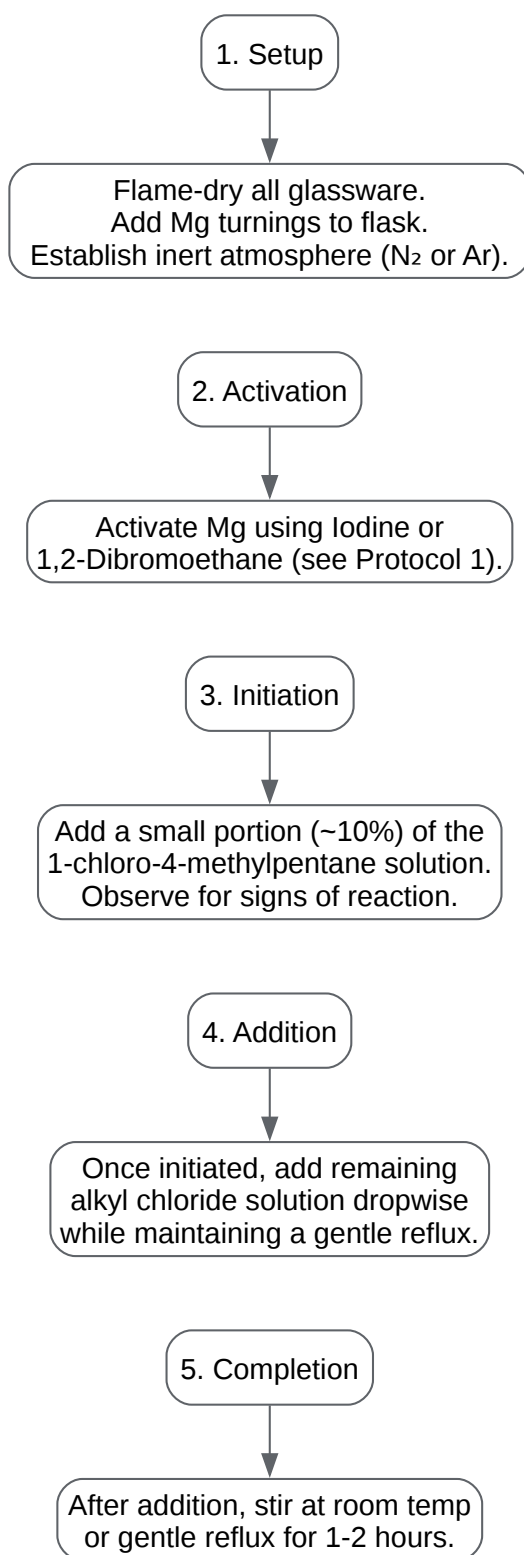 1. Setup
Flame-dry all glassware.
Add Mg turnings to flask.
Establish inert atmosphere (N₂ or Ar).
2. Activation
Activate Mg using Iodine or
1,2-Dibromoethane (see Protocol 1).
3. Initiation
Add a small portion (~10%) of the
1-chloro-4-methylpentane solution.
Observe for signs of reaction.
4. Addition
Once initiated, add remaining
alkyl chloride solution dropwise
while maintaining a gentle reflux.
5. Completion
After addition, stir at room temp
or gentle reflux for 1-2 hours.